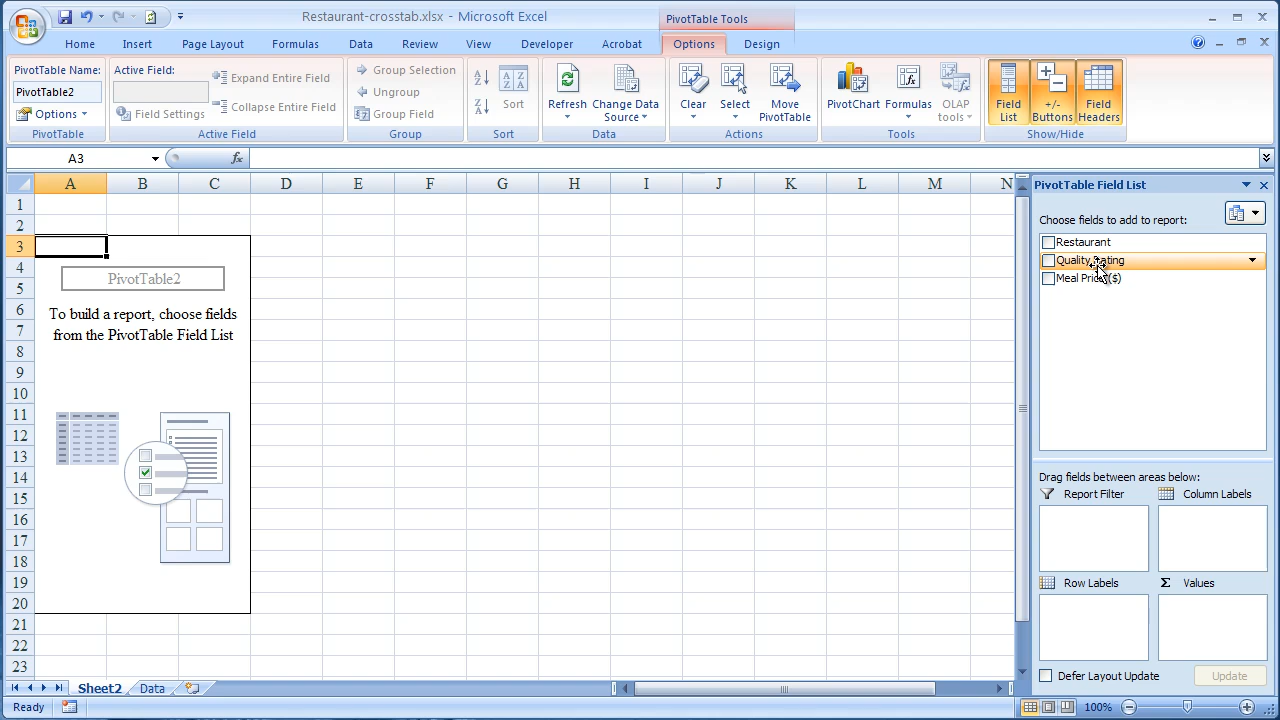 Restaurant-crosstab.xlsx - Microsoft Excel
PivotTable Tools
Home Insert Page Layout Formulas Data Review View Developer Acrobat Options Design
PivotTable Name:
PivotTable2
Options
PivotTable
Active Field:
Field Settings
Expand Entire Field
Collapse Entire Field
Active Field
Group Selection
Ungroup
Group Field
Group
Sort
Sort
Refresh
Change Data
Source
Data
Clear
Select
Move
PivotTable
Actions
PivotChart
Formulas
OLAP
tools
Tools
Field
List
+/-
Buttons
Field
Headers
Show/Hide
A3
fx
A B C D E F G H I J K L M N
1
2
3
4
5
6
7
8
9
10
11
12
13
14
15
16
17
18
19
20
21
22
23
PivotTable2
To build a report, choose fields
from the PivotTable Field List
PivotTable Field List
Choose fields to add to report:
Restaurant
Quality Rating
Meal Price ($)
Drag fields between areas below:
Report Filter
Column Labels
Row Labels
Σ Values
Defer Layout Update
Update
Sheet2 Data
Ready
100%